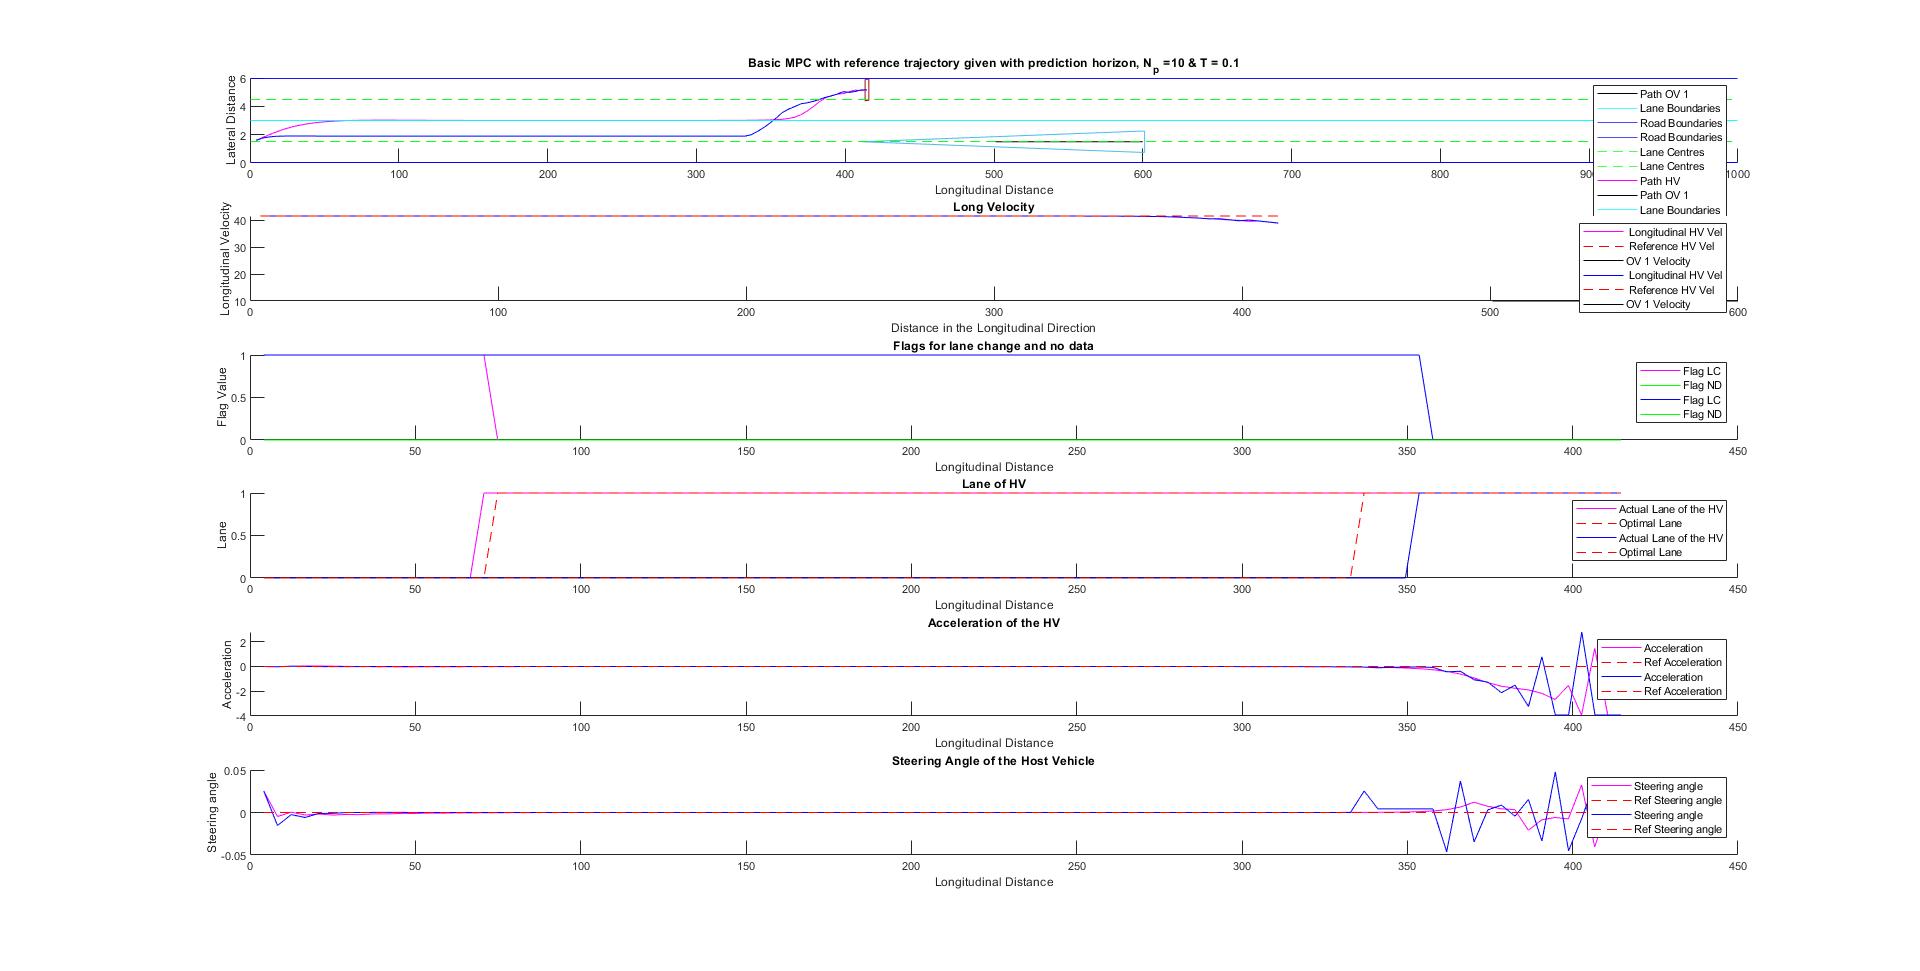 Basic MPC with reference trajectory given with prediction horizon, Np =10 & T = 0.1
Lateral Distance
6
4
2
0
0 100 200 300 400 500 600 700 800 1000
Longitudinal Distance
Path OV 1
Lane Boundaries
Road Boundaries
Road Boundaries
Lane Centres
Lane Centres
Path HV
Path OV 1
Lane Boundaries
Long Velocity
Longitudinal Velocity
40
30
20
10
0 100 200 300 400 500 600
Distance in the Longitudinal Direction
Longitudinal HV Vel
Reference HV Vel
OV 1 Velocity
Longitudinal HV Vel
Reference HV Vel
OV 1 Velocity
Flags for lane change and no data
Flag Value
1
0.5
0
0 50 100 150 200 250 300 350 400 450
Longitudinal Distance
Flag LC
Flag ND
Flag LC
Flag ND
Lane of HV
Lane
1
0.5
0
0 50 100 150 200 250 300 350 400 450
Longitudinal Distance
Actual Lane of the HV
Optimal Lane
Actual Lane of the HV
Optimal Lane
Acceleration of the HV
Acceleration
2
0
-2
-4
0 50 100 150 200 250 300 350 400 450
Longitudinal Distance
Acceleration
Ref Acceleration
Acceleration
Ref Acceleration
Steering Angle of the Host Vehicle
Steering angle
0.05
0
-0.05
0 50 100 150 200 250 300 350 400 450
Longitudinal Distance
Steering angle
Ref Steering angle
Steering angle
Ref Steering angle